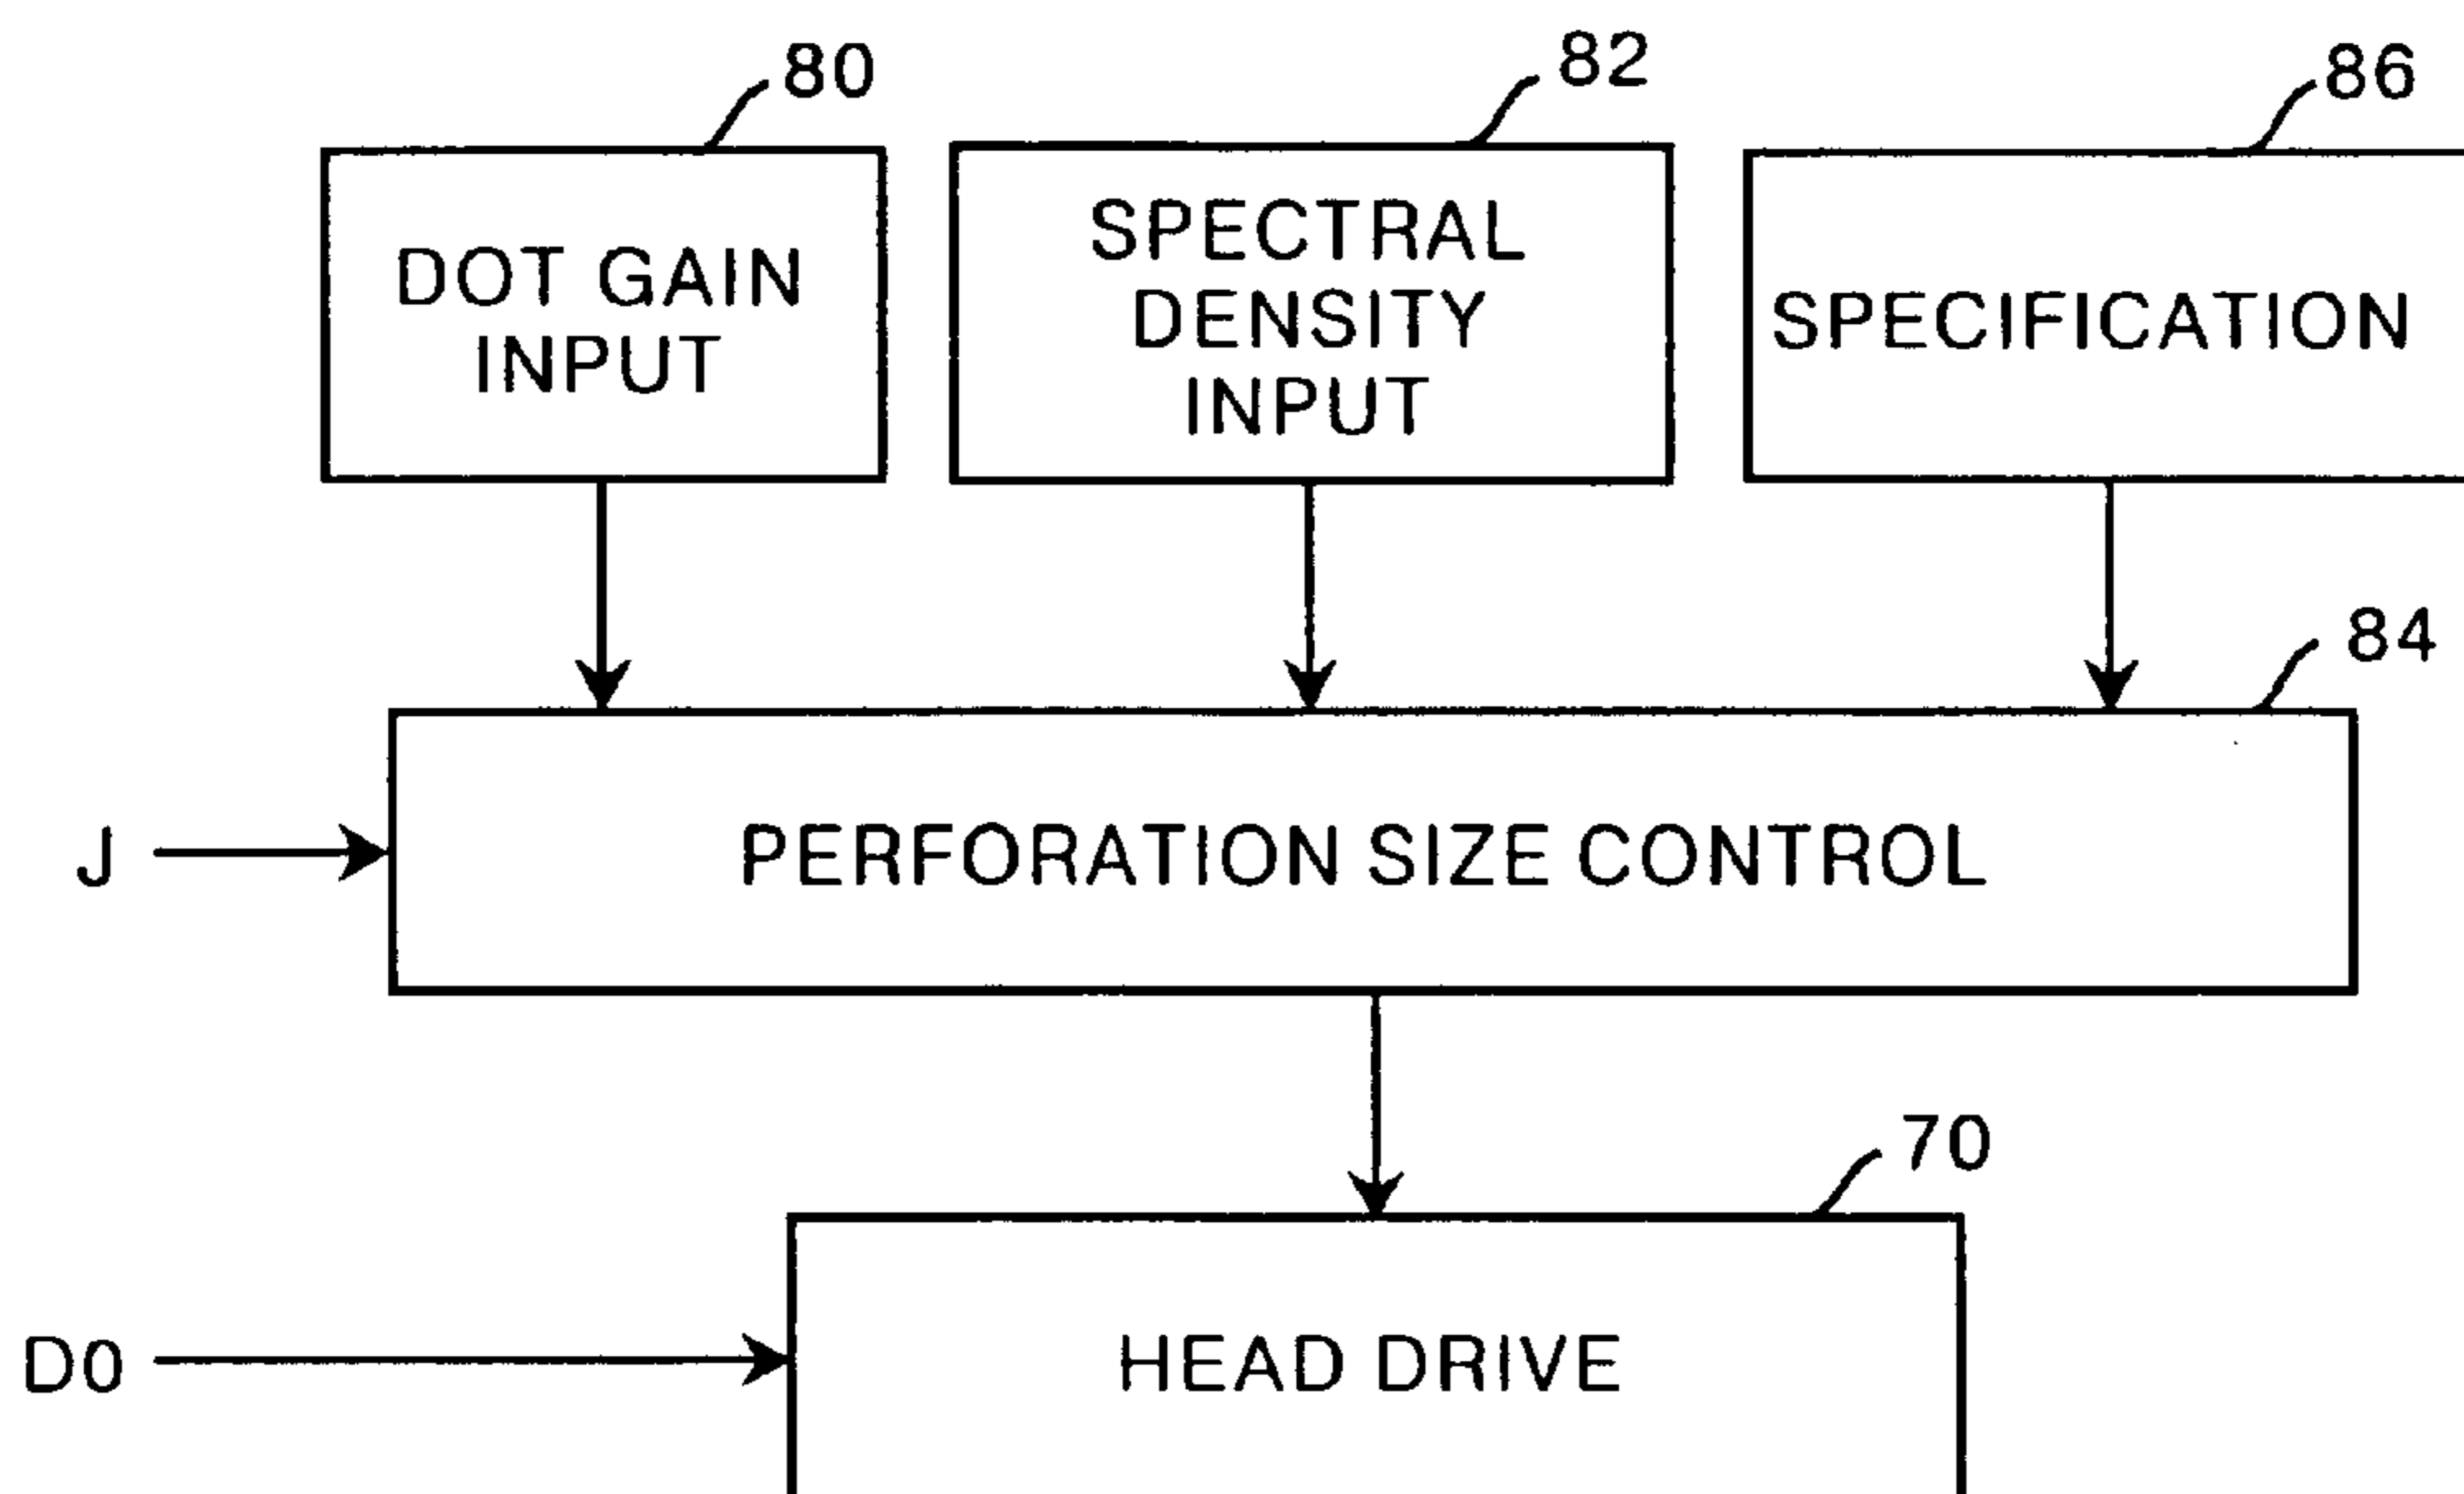 80
82
86
DOT GAIN
INPUT
SPECTRAL
DENSITY
INPUT
SPECIFICATION
84
J
PERFORATION SIZE CONTROL
70
D0
HEAD DRIVE